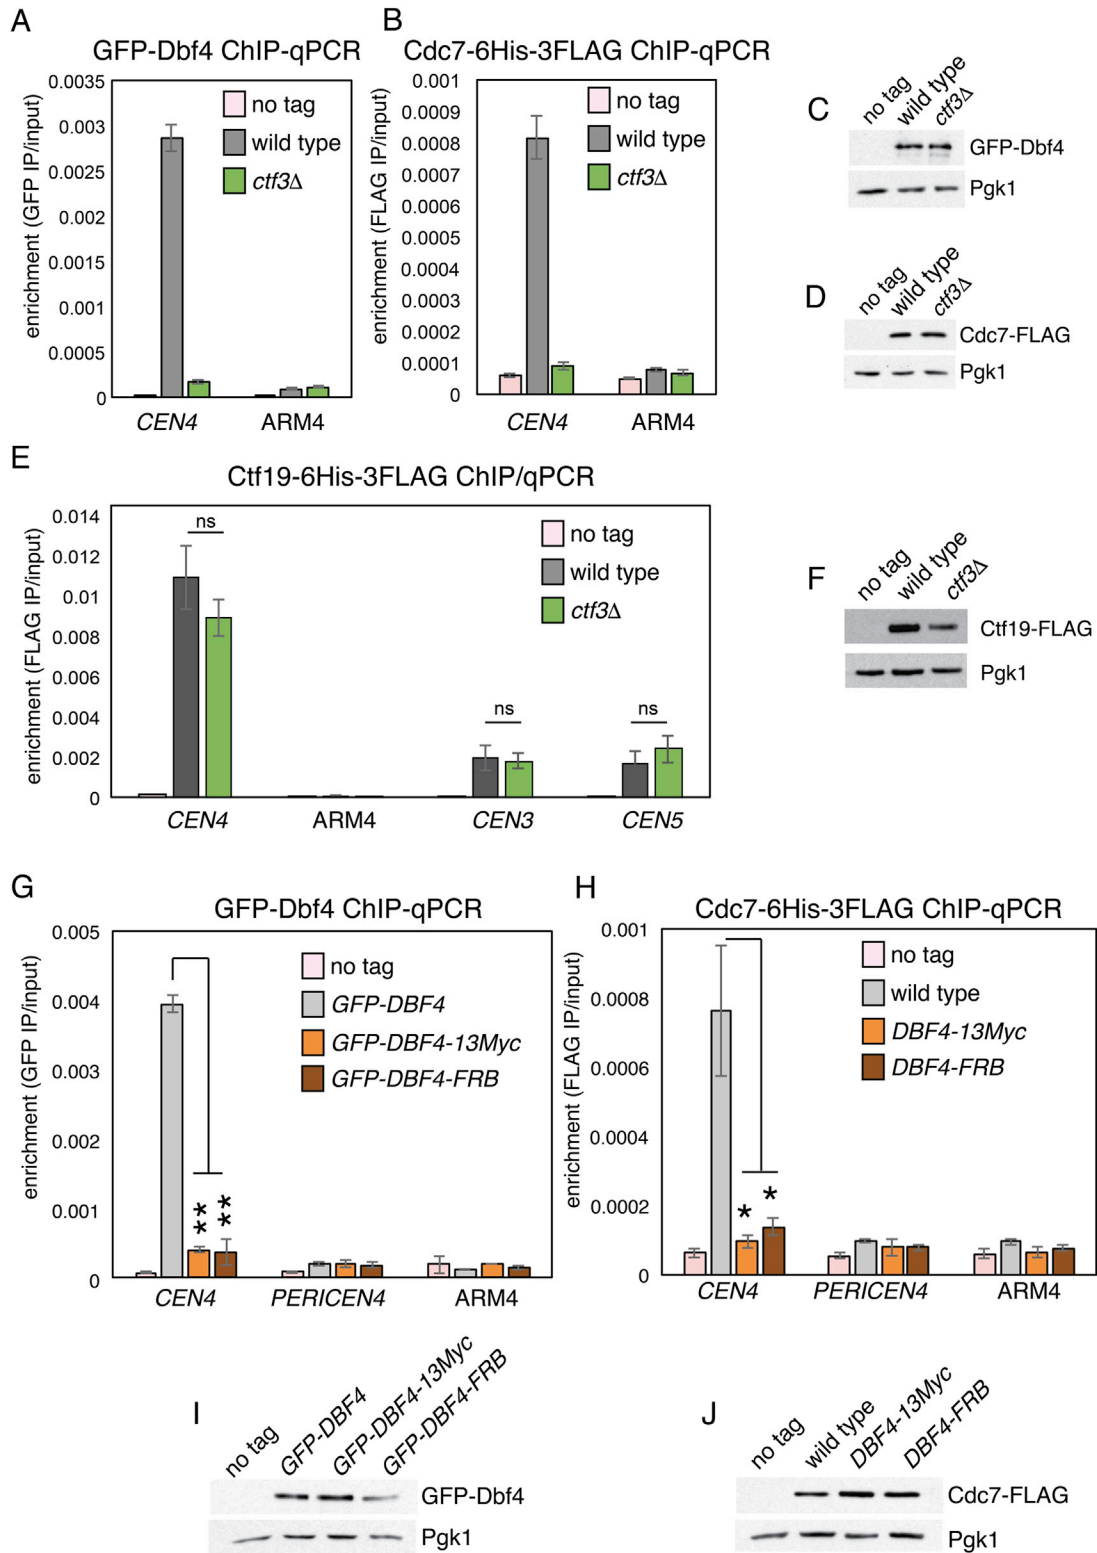 A
GFP-Dbf4 ChIP-qPCR
enrichment (GFP IP/input)
0.0035
0.003
0.0025
0.002
0.0015
0.001
0.0005
0
no tag
wild type
ctf3Δ
CEN4 ARM4
B
Cdc7-6His-3FLAG ChIP-qPCR
enrichment (FLAG IP/input)
0.001
0.0009
0.0008
0.0007
0.0006
0.0005
0.0004
0.0003
0.0002
0.0001
0
no tag
wild type
ctf3Δ
CEN4 ARM4
C
no tag wild type ctf3Δ
GFP-Dbf4
Pgk1
D
no tag wild type ctf3Δ
Cdc7-FLAG
Pgk1
E
Ctf19-6His-3FLAG ChIP/qPCR
enrichment (FLAG IP/input)
0.014
0.012
0.01
0.008
0.006
0.004
0.002
0
ns
ns
ns
no tag
wild type
ctf3Δ
CEN4 ARM4 CEN3 CEN5
F
no tag wild type ctf3Δ
Ctf19-FLAG
Pgk1
G
GFP-Dbf4 ChIP-qPCR
enrichment (GFP IP/input)
0.005
0.004
0.003
0.002
0.001
0
no tag
GFP-DBF4
GFP-DBF4-13Myc
GFP-DBF4-FRB
** **
CEN4 PERICEN4 ARM4
H
Cdc7-6His-3FLAG ChIP-qPCR
enrichment (FLAG IP/input)
0.001
0.0008
0.0006
0.0004
0.0002
0
no tag
wild type
DBF4-13Myc
DBF4-FRB
* *
CEN4 PERICEN4 ARM4
I
no tag GFP-DBF4 GFP-DBF4-13Myc GFP-DBF4-FRB
GFP-Dbf4
Pgk1
J
no tag wild type DBF4-13Myc DBF4-FRB
Cdc7-FLAG
Pgk1